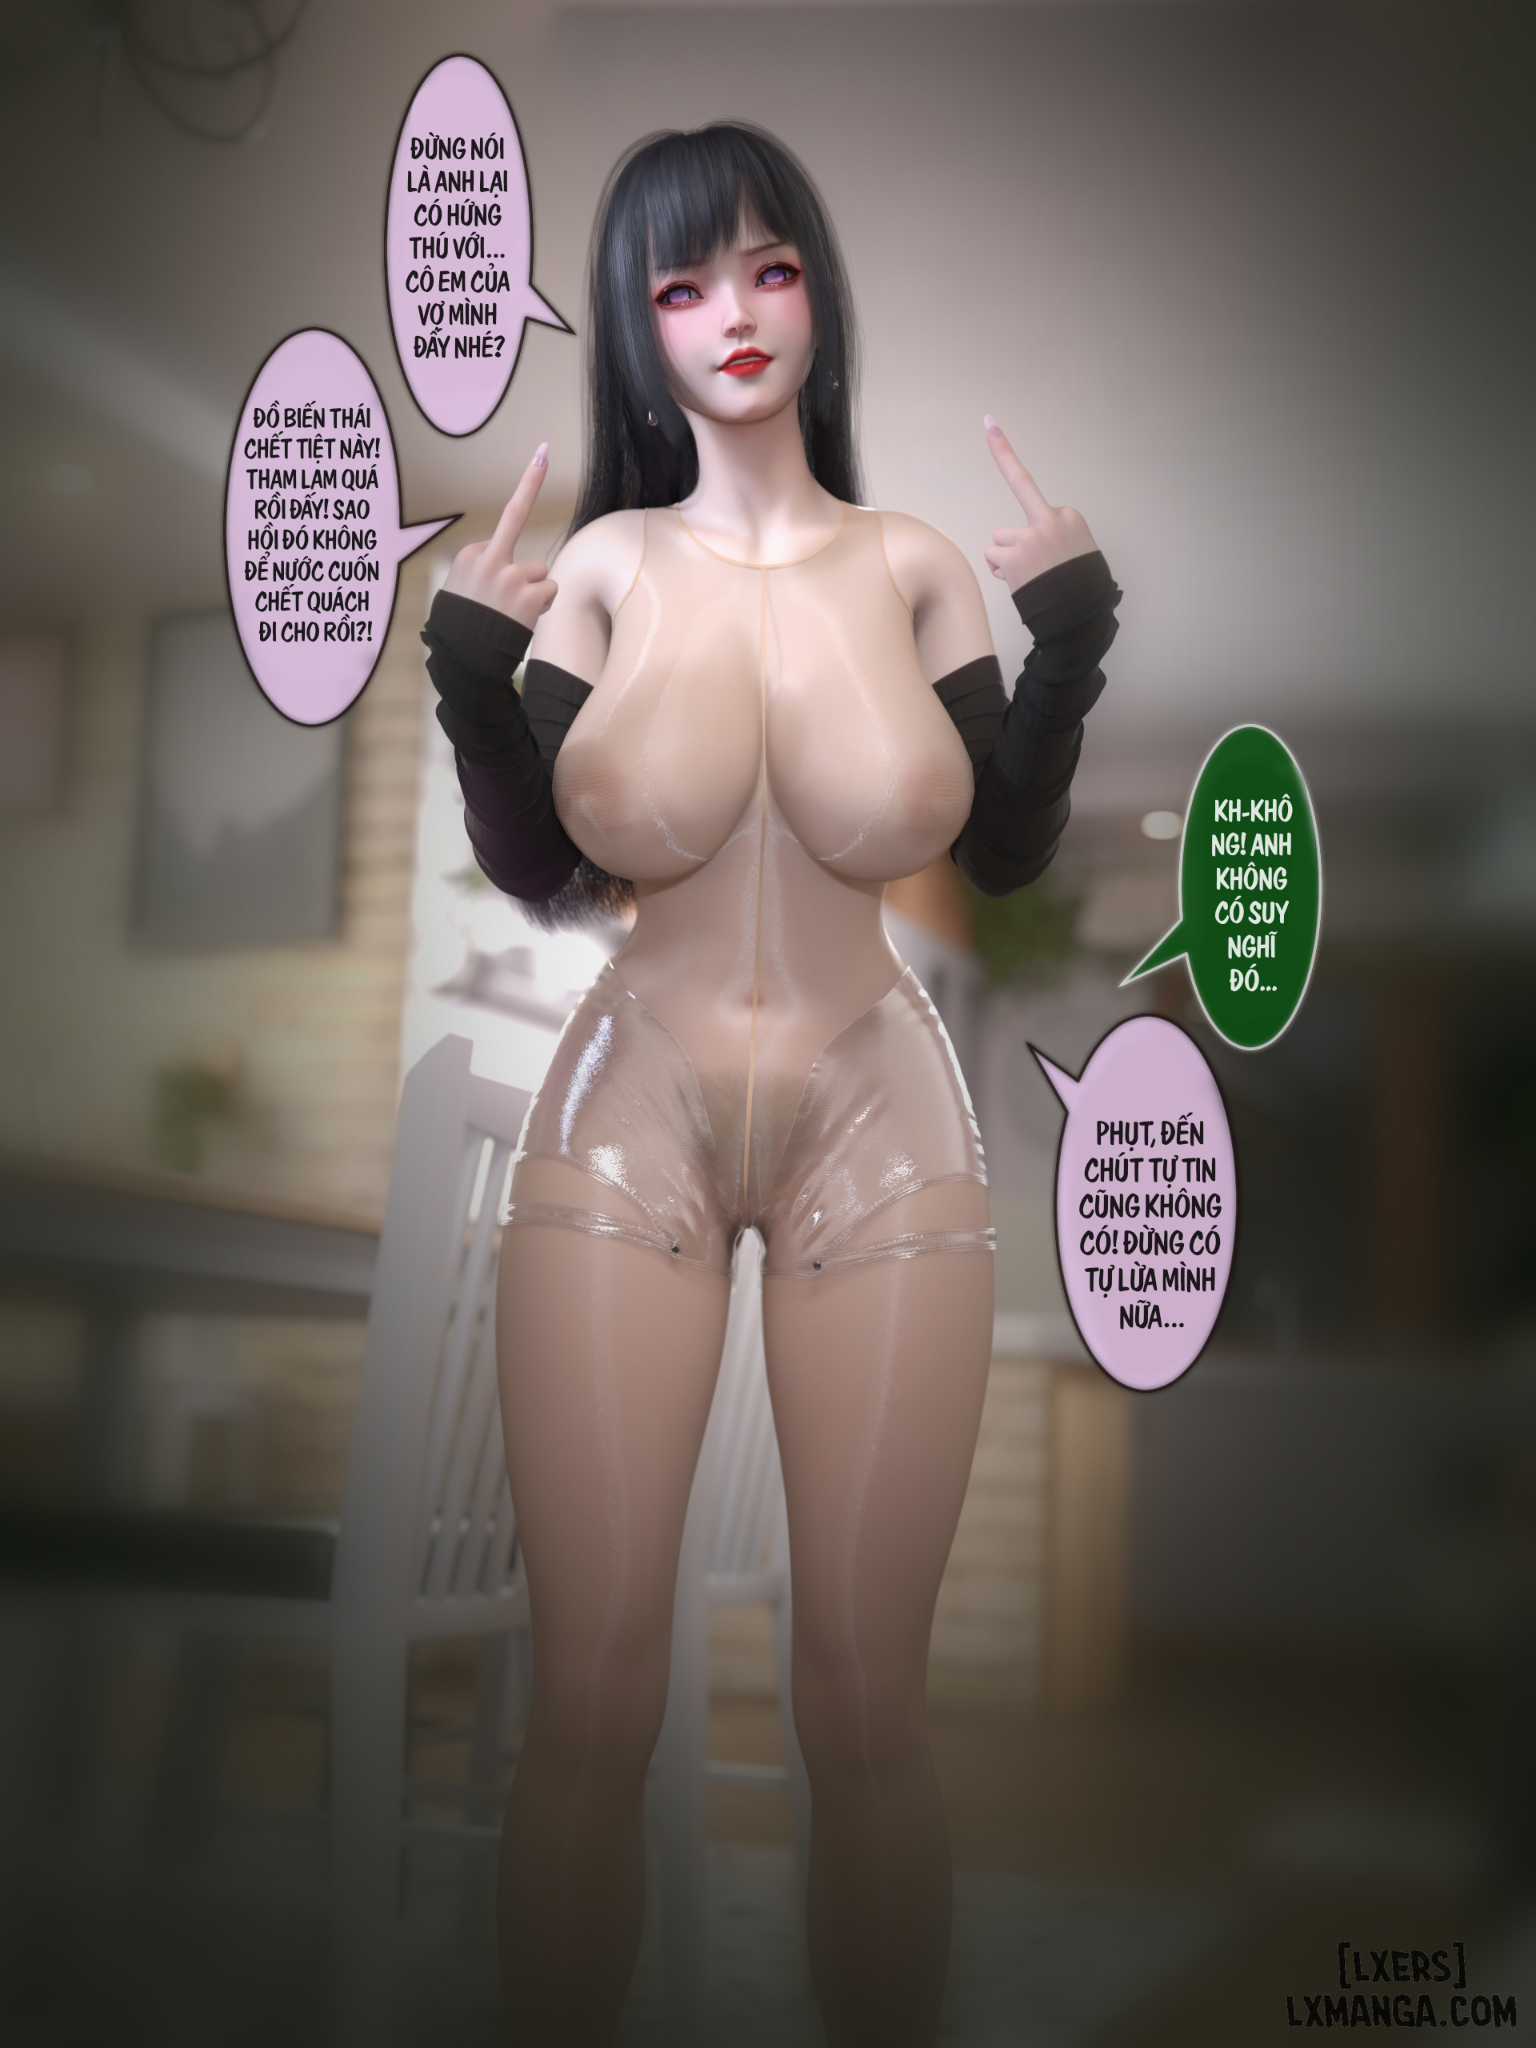 ĐỪNG NÓI
LÀ ANH LẠI
CÓ HỨNG
THÚ VỚI...
CÔ EM CỦA
VỢ MÌNH
ĐẤY NHÉ?
ĐỒ BIẾN THÁI
CHẾT TIỆT NÀY!
THAM LAM QUÁ
RỒI ĐẤY! SAO
HỒI ĐÓ KHÔNG
ĐỂ NƯỚC CUỐN
CHẾT QUÁCH
ĐI CHO RỒI?!
KH-KHÔ
NG! ANH
KHÔNG
CÓ SUY
NGHĨ
ĐÓ...
PHỤT, ĐẾN
CHÚT TỰ TIN
CŨNG KHÔNG
CÓ! ĐỪNG CÓ
TỰ LỪA MÌNH
NỮA...
[LXERS]
LXMANGA.COM